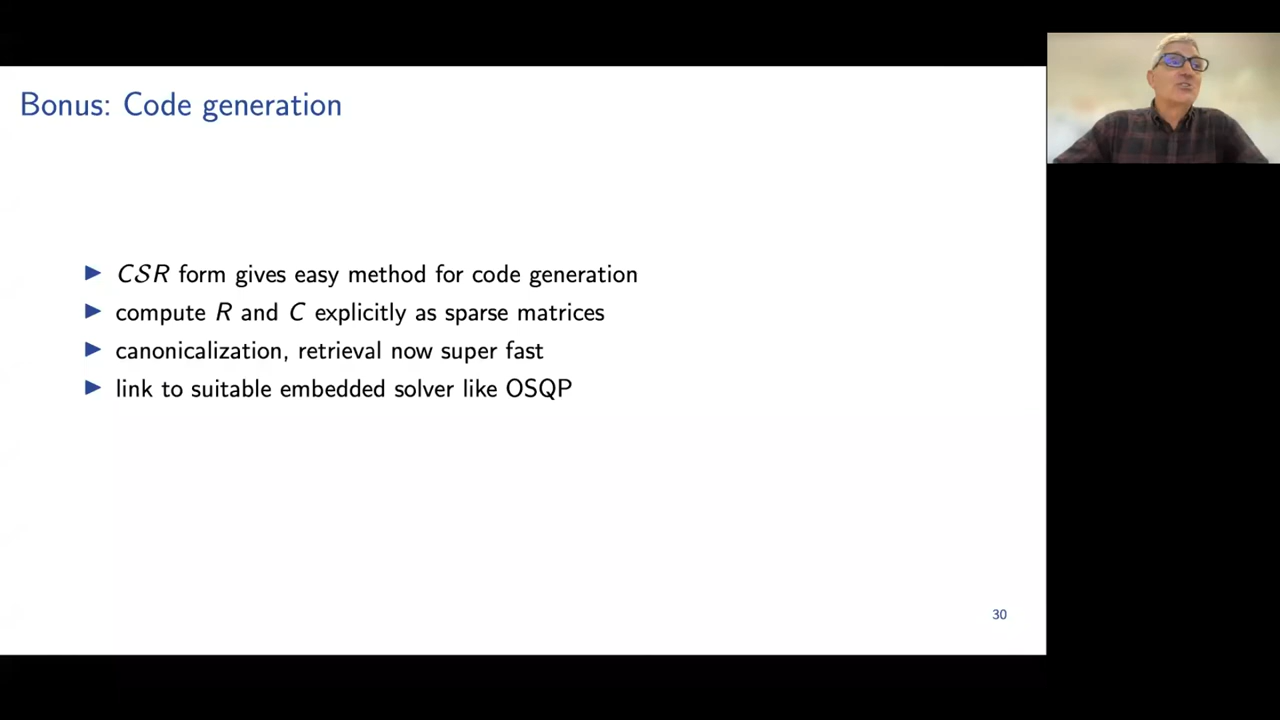 Bonus: Code generation
▶ CSR form gives easy method for code generation
▶ compute R and C explicitly as sparse matrices
▶ canonicalization, retrieval now super fast
▶ link to suitable embedded solver like OSQP
30